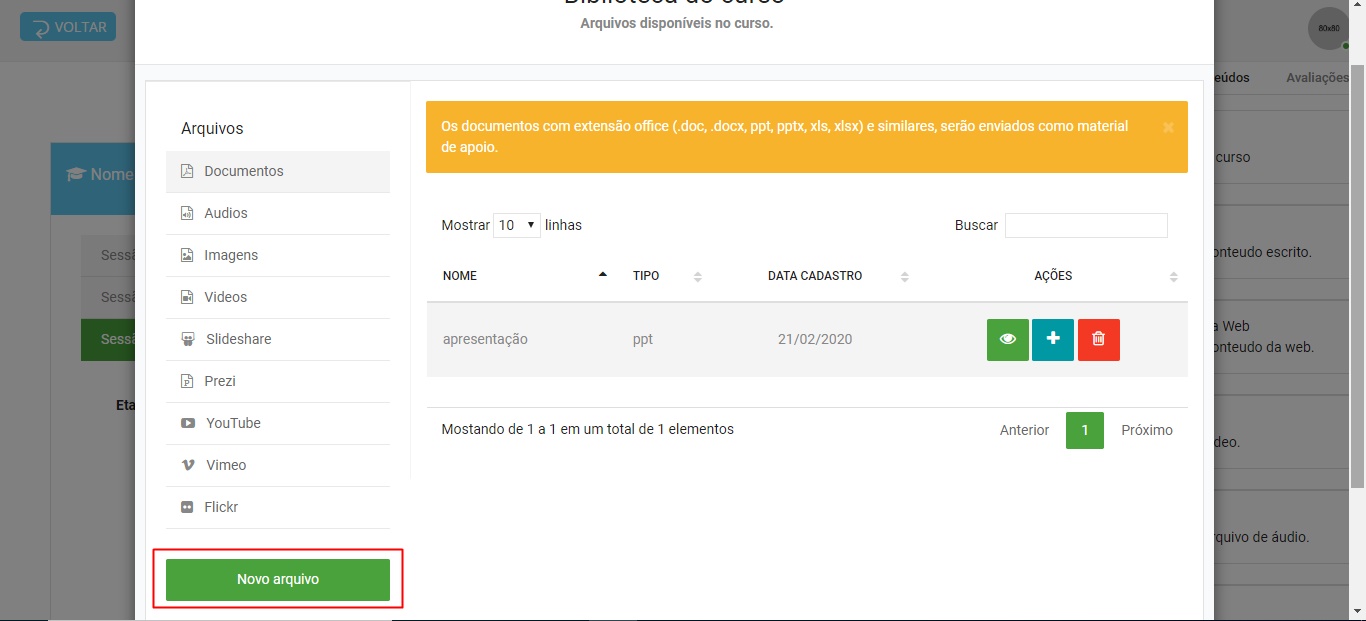 Biblioteca do curso
VOLTAR
Arquivos disponíveis no curso.
80x80
eúdos
Avaliações
Arquivos
Documentos
Audios
Imagens
Videos
Slideshare
Prezi
YouTube
Vimeo
Flickr
Novo arquivo
Os documentos com extensão office (.doc, .docx, ppt, pptx, xls, xlsx) e similares, serão enviados como material
de apoio.
Mostrar 10 linhas
Buscar
NOME TIPO DATA CADASTRO AÇÕES
apresentação ppt 21/02/2020
Mostando de 1 a 1 em um total de 1 elementos
Anterior 1 Próximo
Nome
Sessã
Sessã
Sessã
Eta
curso
onteudo escrito.
a Web
onteudo da web.
deo.
rquivo de áudio.